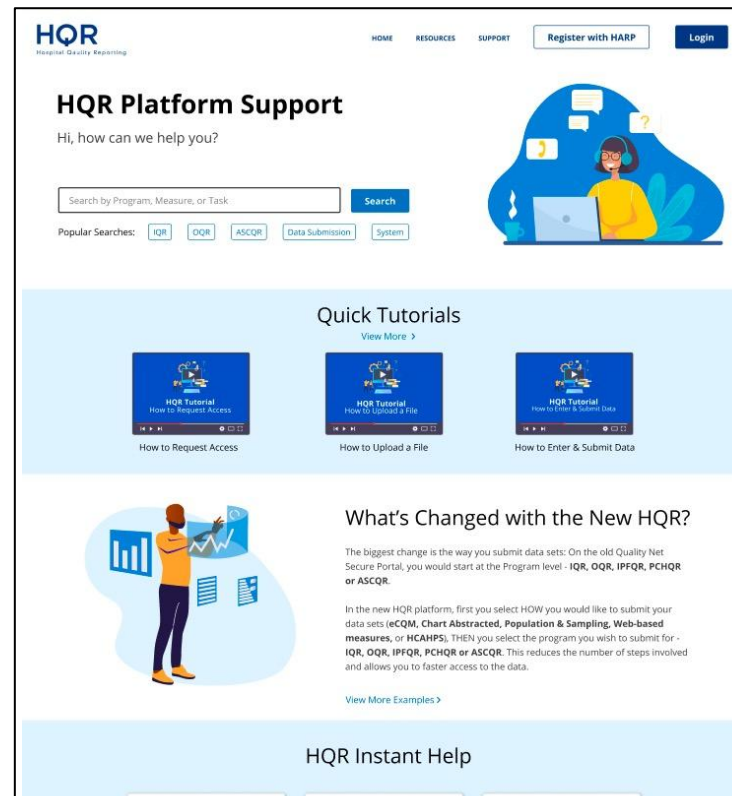 HQR
Hospital Qaulity Reporting
HOME RESOURCES SUPPORT Register with HARP Login
HQR Platform Support
Hi, how can we help you?
Search by Program, Measure, or Task Search
Popular Searches: IQR OQR ASCQR Data Submission System
?
Quick Tutorials
View More >
HQR Tutorial
How to Request Access
HQR Tutorial
How to Upload a File
HQR Tutorial
How to Enter & Submit Data
How to Request Access
How to Upload a File
How to Enter & Submit Data
What's Changed with the New HQR?
The biggest change is the way you submit data sets: On the old Quality Net
Secure Portal, you would start at the Program level - IQR, OQR, IPFQR, PCHQR
or ASCQR.
In the new HQR platform, first you select HOW you would like to submit your
data sets (eCQM, Chart Abstracted, Population & Sampling, Web-based
measures, or HCAHPS), THEN you select the program you wish to submit for -
IQR, OQR, IPFQR, PCHQR or ASCQR. This reduces the number of steps involved
and allows you to faster access to the data.
View More Examples >
HQR Instant Help